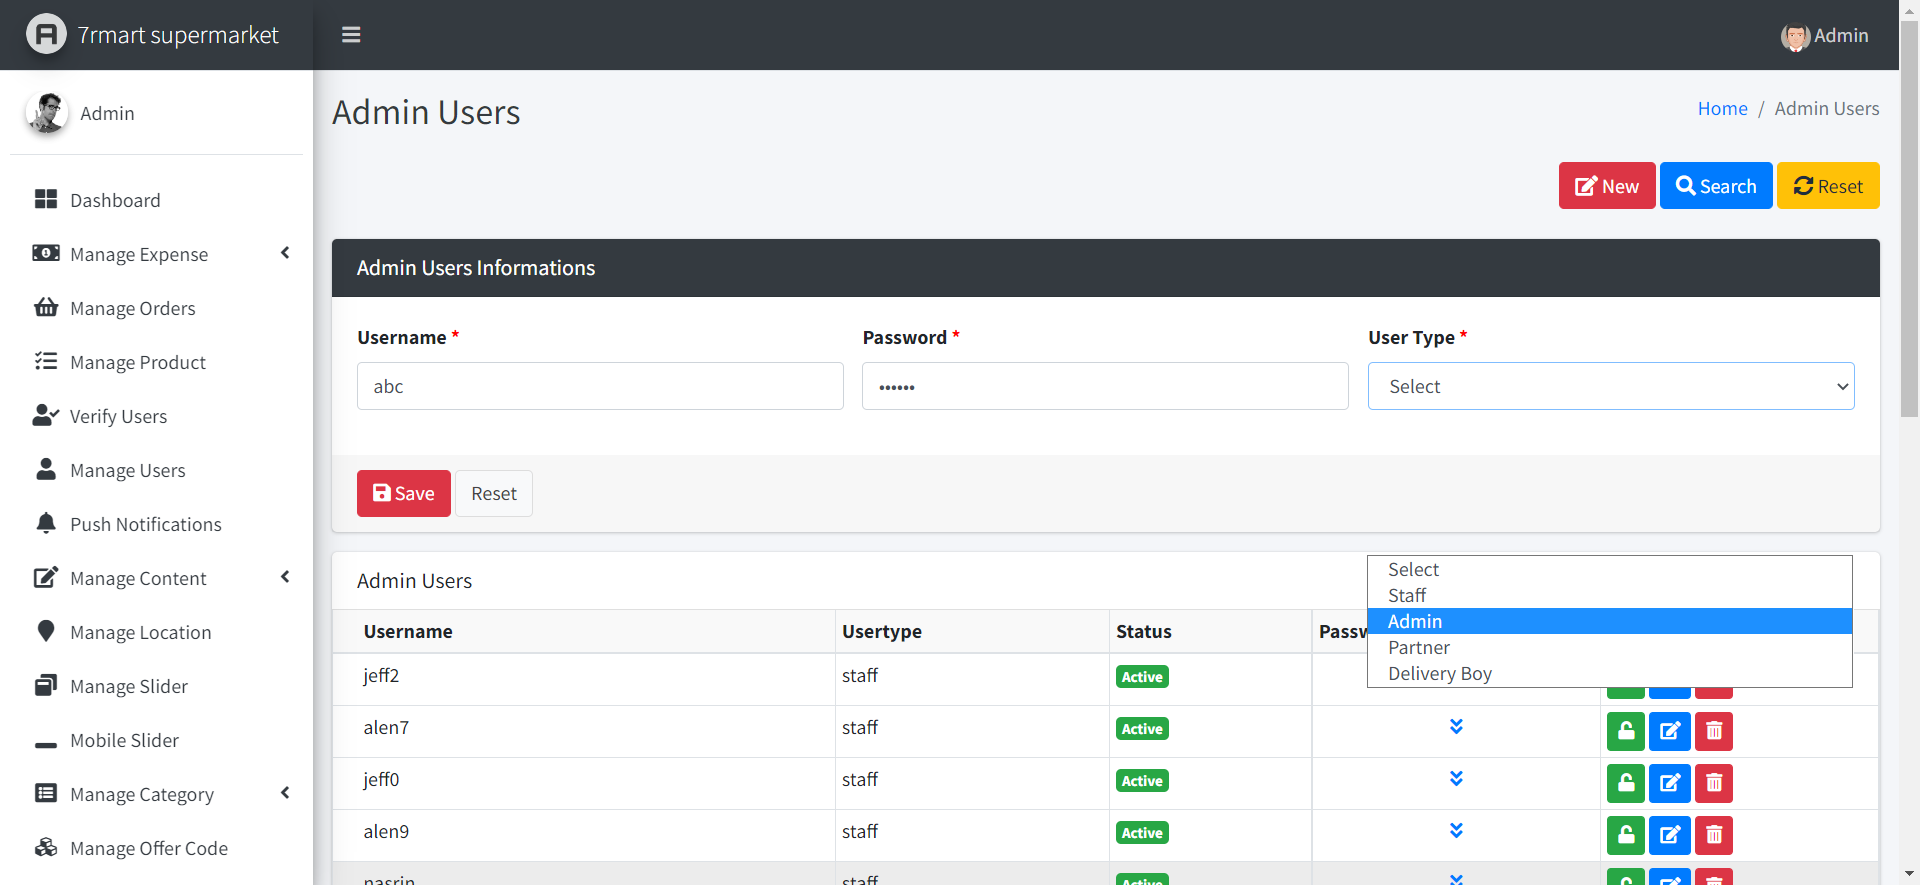 7rmart supermarket
Admin
Admin
Dashboard
Manage Expense
Manage Orders
Manage Product
Verify Users
Manage Users
Push Notifications
Manage Content
Manage Location
Manage Slider
Mobile Slider
Manage Category
Manage Offer Code
Admin Users
Home / Admin Users
New
Search
Reset
Admin Users Informations
Username *
Password *
User Type *
abc
••••••
Select
Save
Reset
Admin Users
Select
Staff
Admin
Partner
Delivery Boy
Username Usertype Status Passw
jeff2 staff Active
alen7 staff Active
jeff0 staff Active
alen9 staff Active
nasrin staff Active